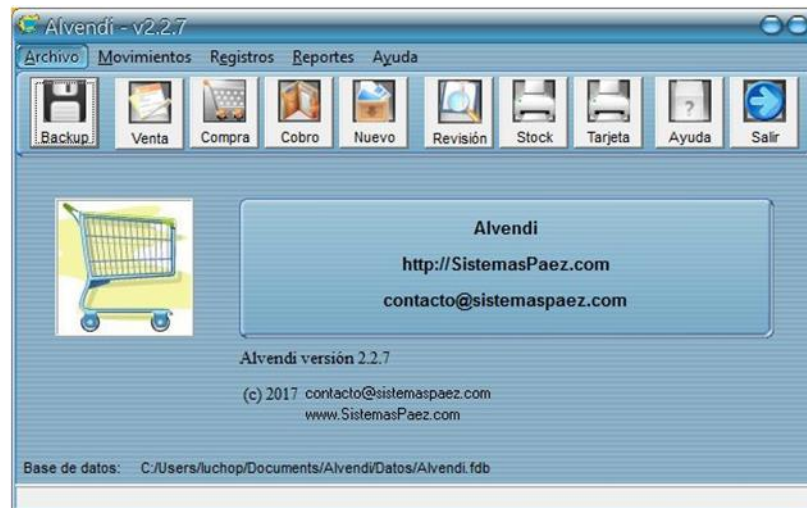 Alvendi - v2.2.7
Archivo Movimientos Registros Reportes Ayuda
Backup Venta Compra Cobro Nuevo Revisión Stock Tarjeta Ayuda Salir
Alvendi
http://SistemasPaez.com
contacto@sistemaspaez.com
Alvendi versión 2.2.7
(c) 2017 contacto@sistemaspaez.com
www.SistemasPaez.com
Base de datos: C:/Users/luchop/Documents/Alvendi/Datos/Alvendi.fdb